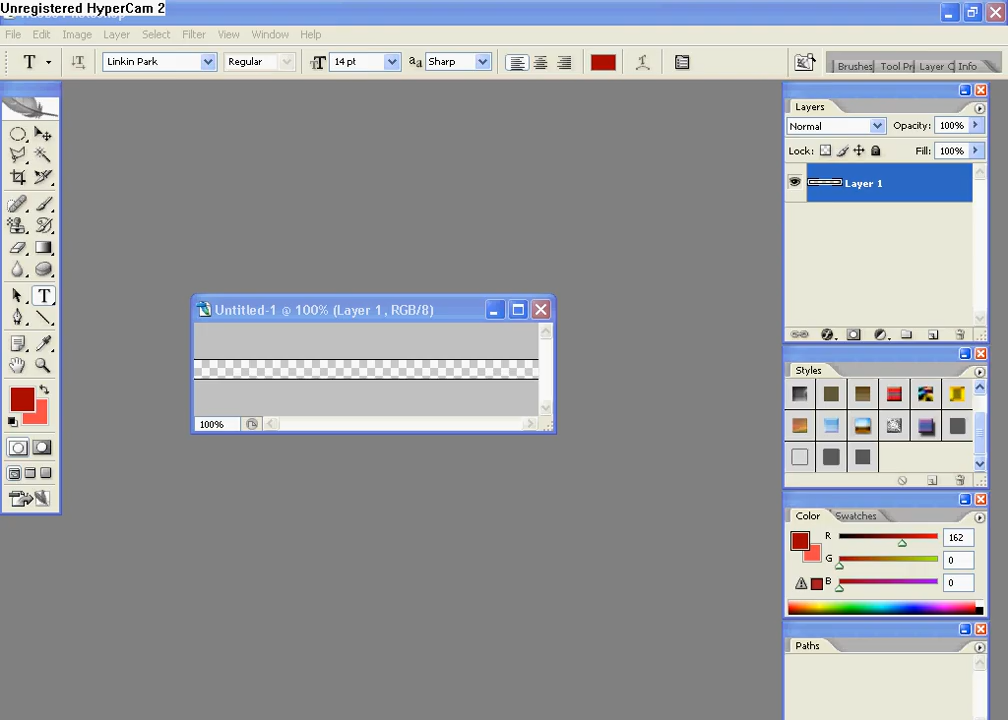 Unregistered HyperCam 2
File Edit Image Layer Select Filter View Window Help
T Linkin Park Regular 14 pt Sharp Brushes Tool Pr Layer C Info
Layers
Normal Opacity: 100%
Lock: Fill: 100%
Layer 1
Untitled-1 @ 100% (Layer 1, RGB/8)
100%
Styles
Color Swatches
R 162
G 0
B 0
Paths